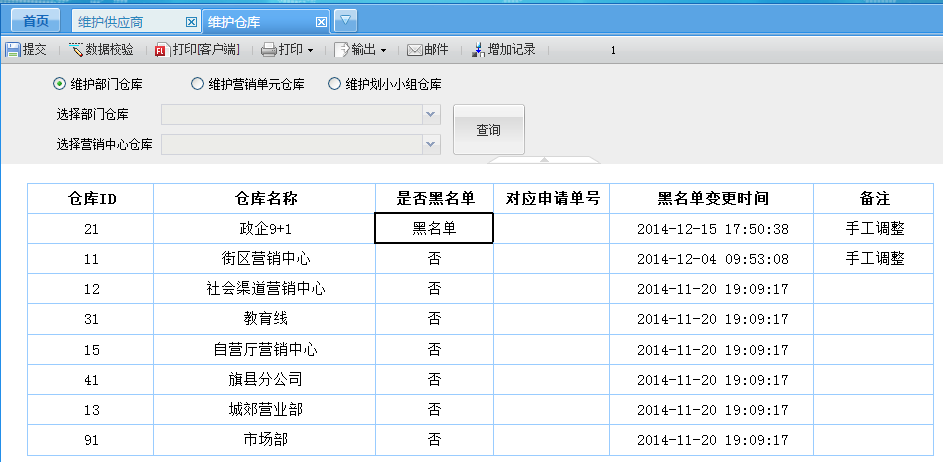 首页 维护供应商 维护仓库
提交 数据校验 打印[客户端] 打印 输出 邮件 增加记录 1
维护部门仓库 维护营销单元仓库 维护划小小组仓库
选择部门仓库
查询
选择营销中心仓库
仓库ID 仓库名称 是否黑名单 对应申请单号 黑名单变更时间 备注
21 政企9+1 黑名单 2014-12-15 17:50:38 手工调整
11 街区营销中心 否 2014-12-04 09:53:08 手工调整
12 社会渠道营销中心 否 2014-11-20 19:09:17
31 教育线 否 2014-11-20 19:09:17
15 自营厅营销中心 否 2014-11-20 19:09:17
41 旗县分公司 否 2014-11-20 19:09:17
13 城郊营业部 否 2014-11-20 19:09:17
91 市场部 否 2014-11-20 19:09:17